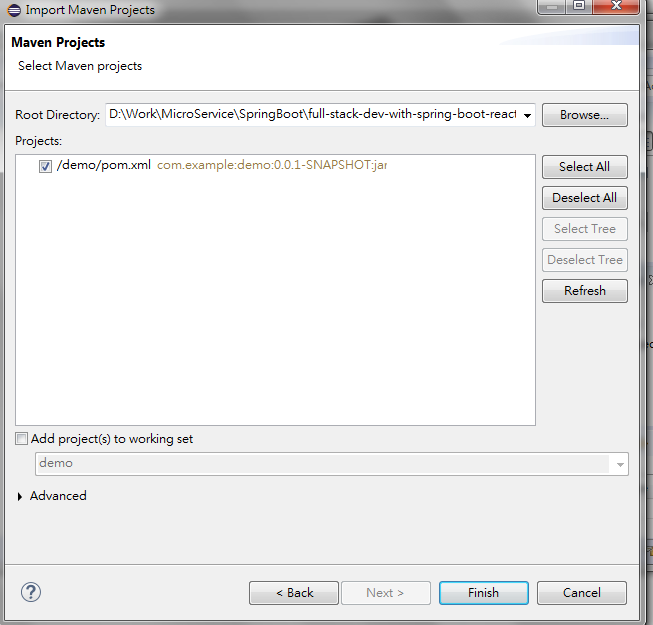 Import Maven Projects
Maven Projects
Select Maven projects
Root Directory: D:\Work\MicroService\SpringBoot\full-stack-dev-with-spring-boot-react Browse...
Projects:
/demo/pom.xml com.example:demo:0.0.1-SNAPSHOT:jar
Select All
Deselect All
Select Tree
Deselect Tree
Refresh
Add project(s) to working set
demo
Advanced
? < Back Next > Finish Cancel